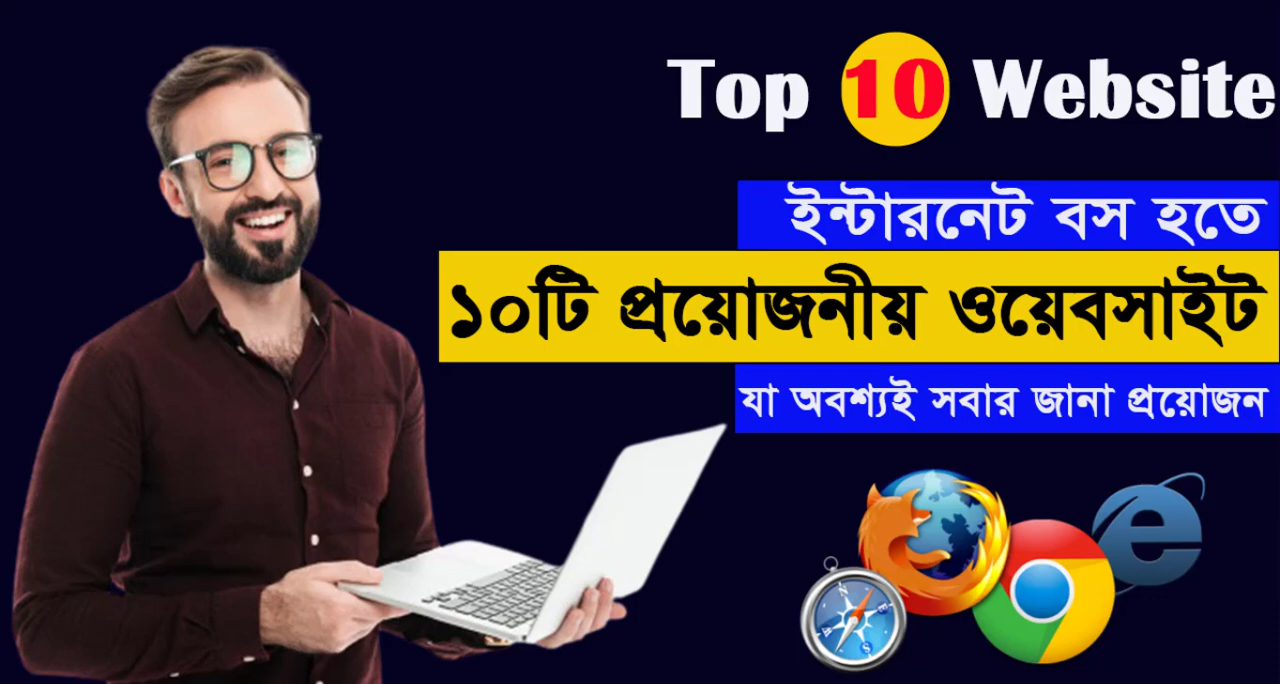 Top 10 Website
ইন্টারনেট বস হতে
১০টি প্রয়োজনীয় ওয়েবসাইট
যা অবশ্যই সবার জানা প্রয়োজন